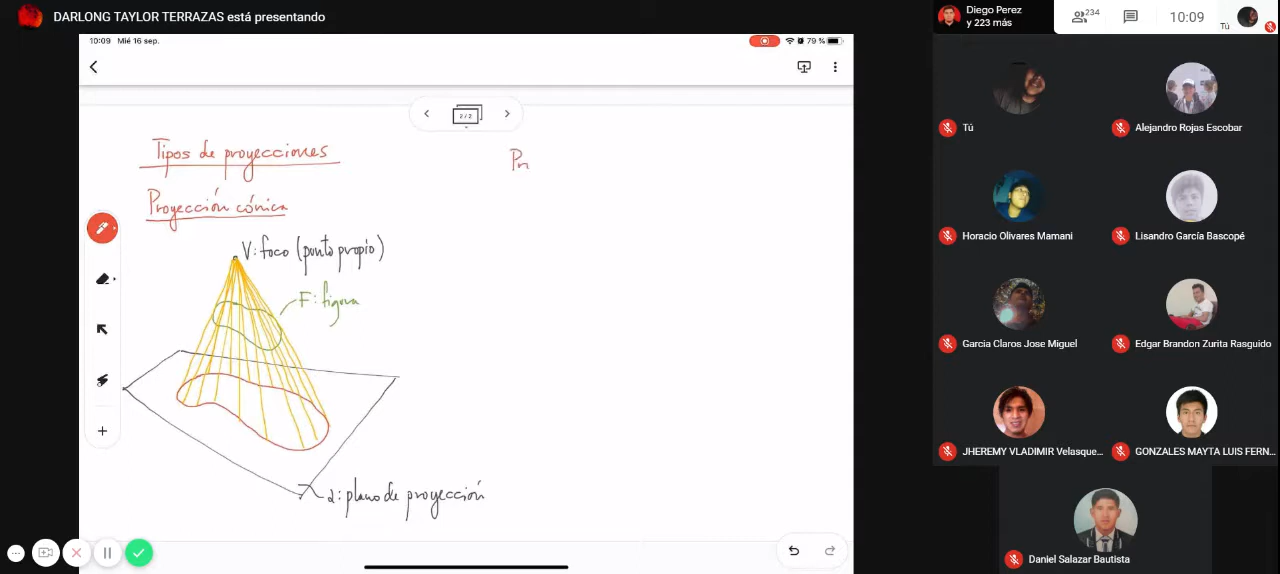 DARLONG TAYLOR TERRAZAS está presentando
Diego Perez
y 223 más
234
10:09
Tú
10:09 Mié 16 sep.
79 %
2 / 2
Tipos de proyecciones
Pr
Proyección cónica
V: foco (punto propio)
F: figura
α: plano de proyección
Tú
Alejandro Rojas Escobar
Horacio Olivares Mamani
Lisandro García Bascopé
Garcia Claros Jose Miguel
Edgar Brandon Zurita Rasguido
JHEREMY VLADIMIR Velasque...
GONZALES MAYTA LUIS FERN...
Daniel Salazar Bautista